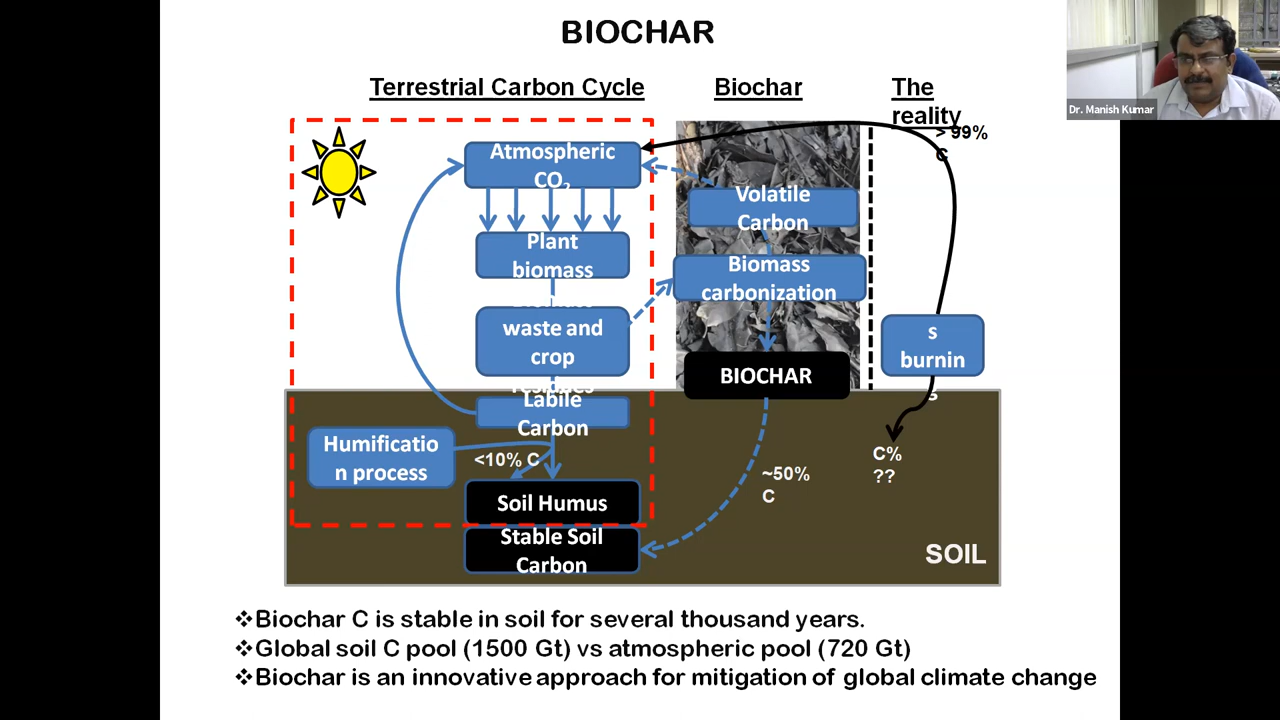 BIOCHAR
Dr. Manish Kumar
Terrestrial Carbon Cycle
Biochar
The
reality
> 99%
C
Atmospheric
CO₂
Volatile
Carbon
Plant
biomass
Biomass
carbonization
waste and
crop
residues
s
burnin
s
BIOCHAR
Labile
Carbon
Humificatio
n process
<10% C
C%
??
~50%
C
Soil Humus
Stable Soil
Carbon
SOIL
❖Biochar C is stable in soil for several thousand years.
❖Global soil C pool (1500 Gt) vs atmospheric pool (720 Gt)
❖Biochar is an innovative approach for mitigation of global climate change